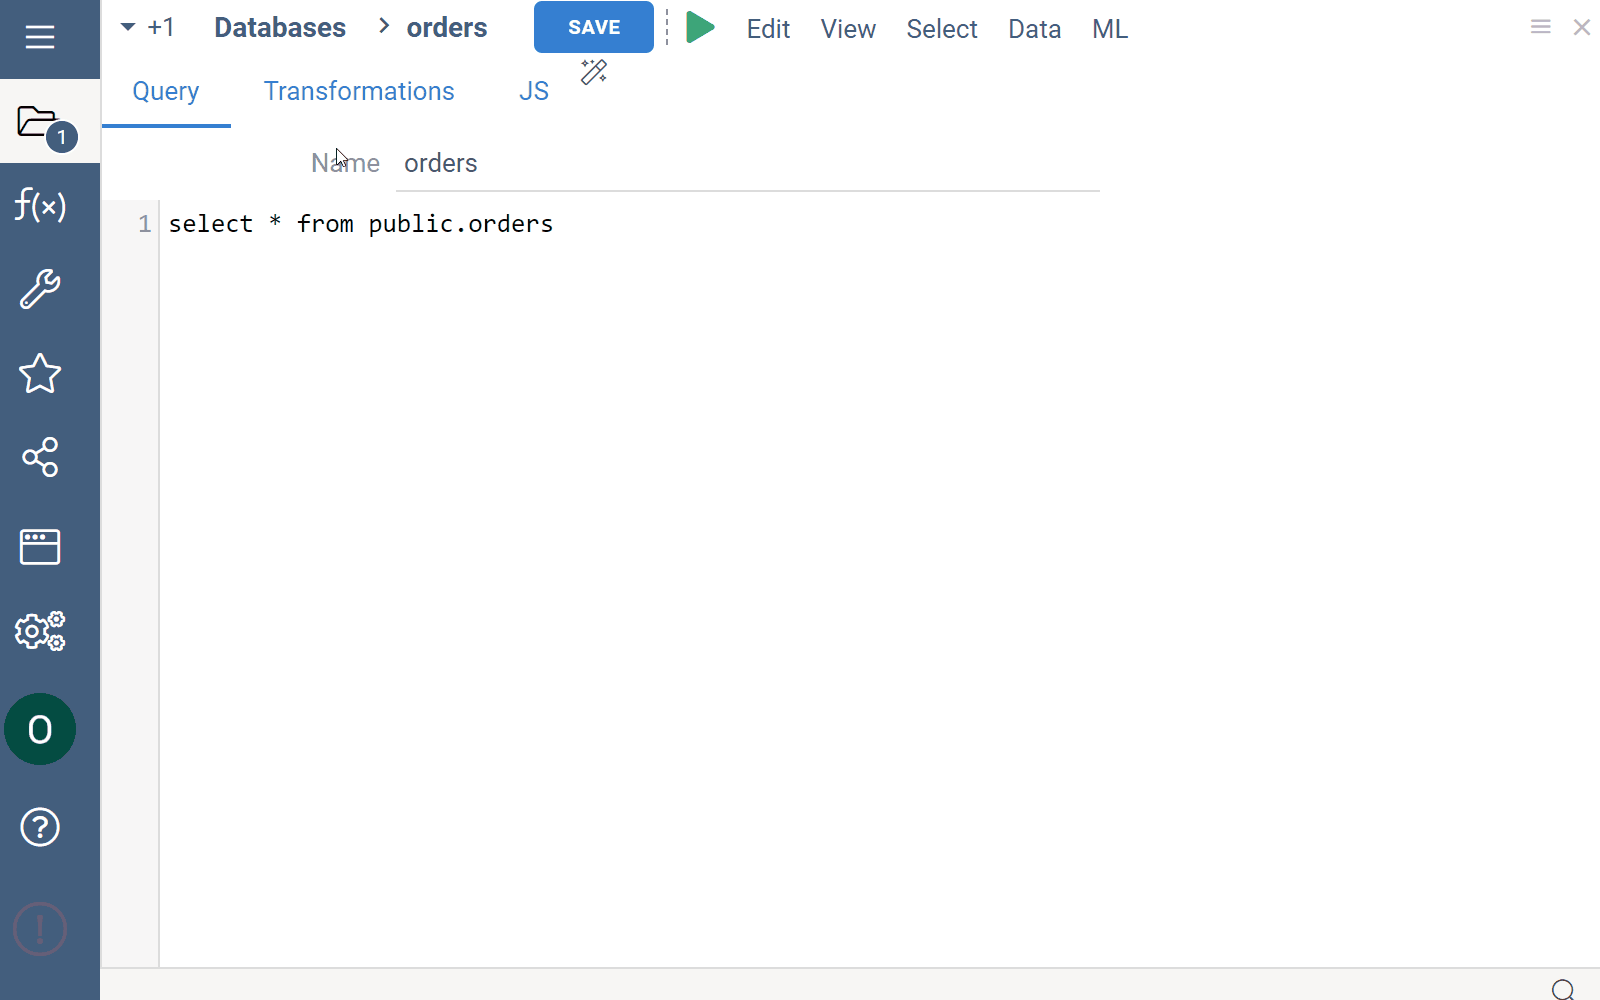 +1 Databases > orders SAVE Edit View Select Data ML
Query Transformations JS
1
Name orders
f(x)
1 select * from public.orders
O
?
!